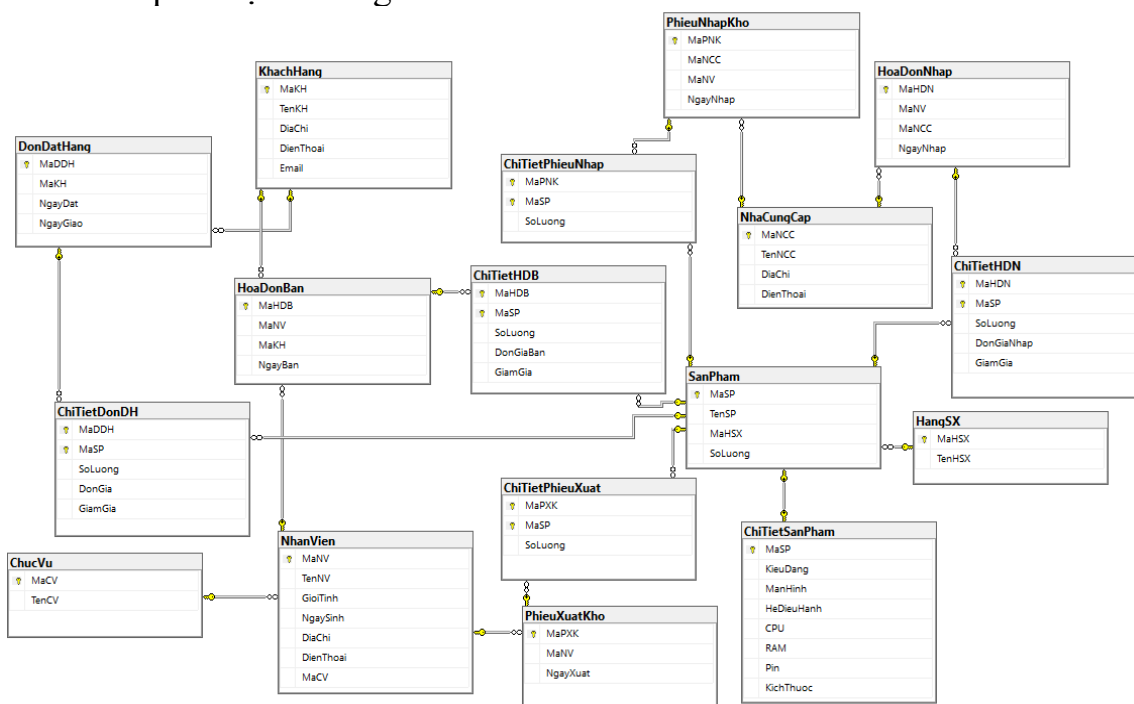 PhieuNhapKho
MaPNK
MaNCC
MaNV
NgayNhap
KhachHang
MaKH
TenKH
DiaChi
DienThoai
Email
HoaDonNhap
MaHDN
MaNV
MaNCC
NgayNhap
DonDatHang
MaDDH
MaKH
NgayDat
NgayGiao
ChiTietPhieuNhap
MaPNK
MaSP
SoLuong
NhaCungCap
MaNCC
TenNCC
DiaChi
DienThoai
ChiTietHDN
MaHDN
MaSP
SoLuong
DonGiaNhap
GiamGia
HoaDonBan
MaHDB
MaNV
MaKH
NgayBan
ChiTietHDB
MaHDB
MaSP
SoLuong
DonGiaBan
GiamGia
SanPham
MaSP
TenSP
MaHSX
SoLuong
ChiTietDonDH
MaDDH
MaSP
SoLuong
DonGia
GiamGia
HangSX
MaHSX
TenHSX
ChiTietPhieuXuat
MaPXK
MaSP
SoLuong
ChucVu
MaCV
TenCV
NhanVien
MaNV
TenNV
GioiTinh
NgaySinh
DiaChi
DienThoai
MaCV
PhieuXuatKho
MaPXK
MaNV
NgayXuat
ChiTietSanPham
MaSP
KieuDang
ManHinh
HeDieuHanh
CPU
RAM
Pin
KichThuoc